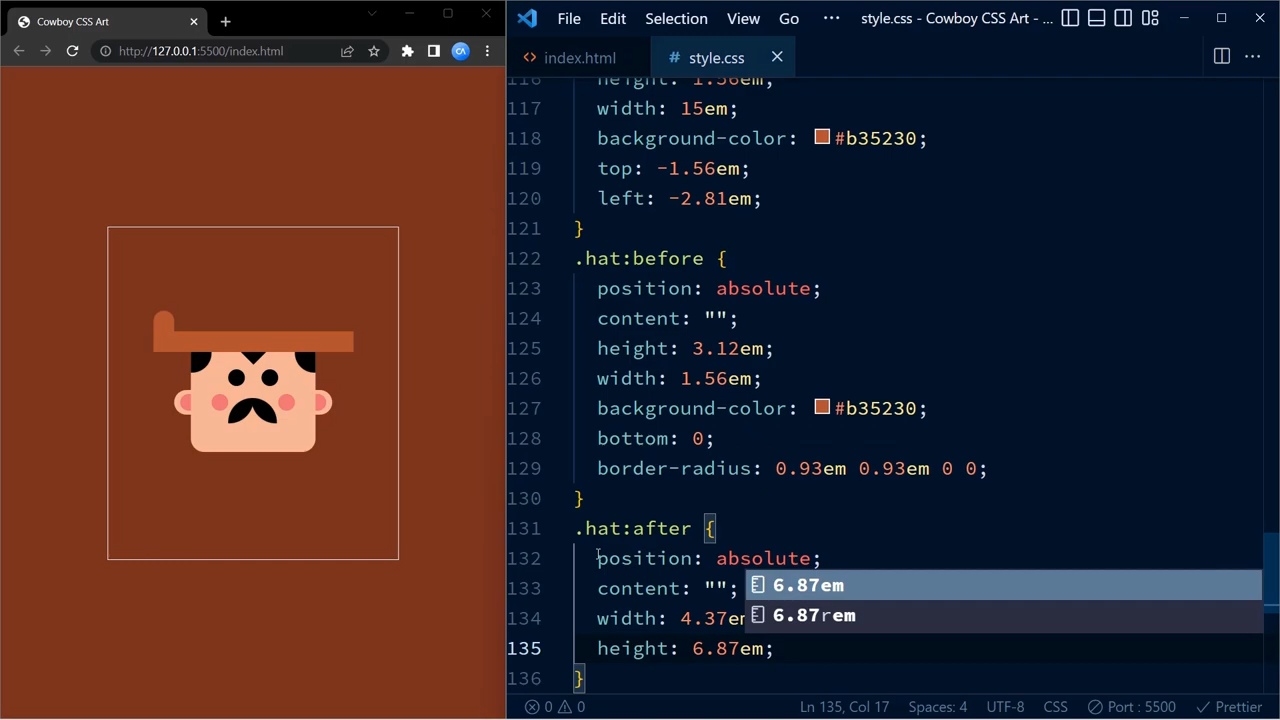 Cowboy CSS Art
http://127.0.0.1:5500/index.html
File Edit Selection View Go ··· style.css - Cowboy CSS Art - ...
index.html # style.css
116 height: 1.56em;
117 width: 15em;
118 background-color: #b35230;
119 top: -1.56em;
120 left: -2.81em;
121 }
122 .hat:before {
123 position: absolute;
124 content: "";
125 height: 3.12em;
126 width: 1.56em;
127 background-color: #b35230;
128 bottom: 0;
129 border-radius: 0.93em 0.93em 0 0;
130 }
131 .hat:after {
132 position: absolute;
133 content: "";
6.87em
134 width: 4.37em
6.87rem
135 height: 6.87em;
136 }
0 0 Ln 135, Col 17 Spaces: 4 UTF-8 CSS Port : 5500 Prettier